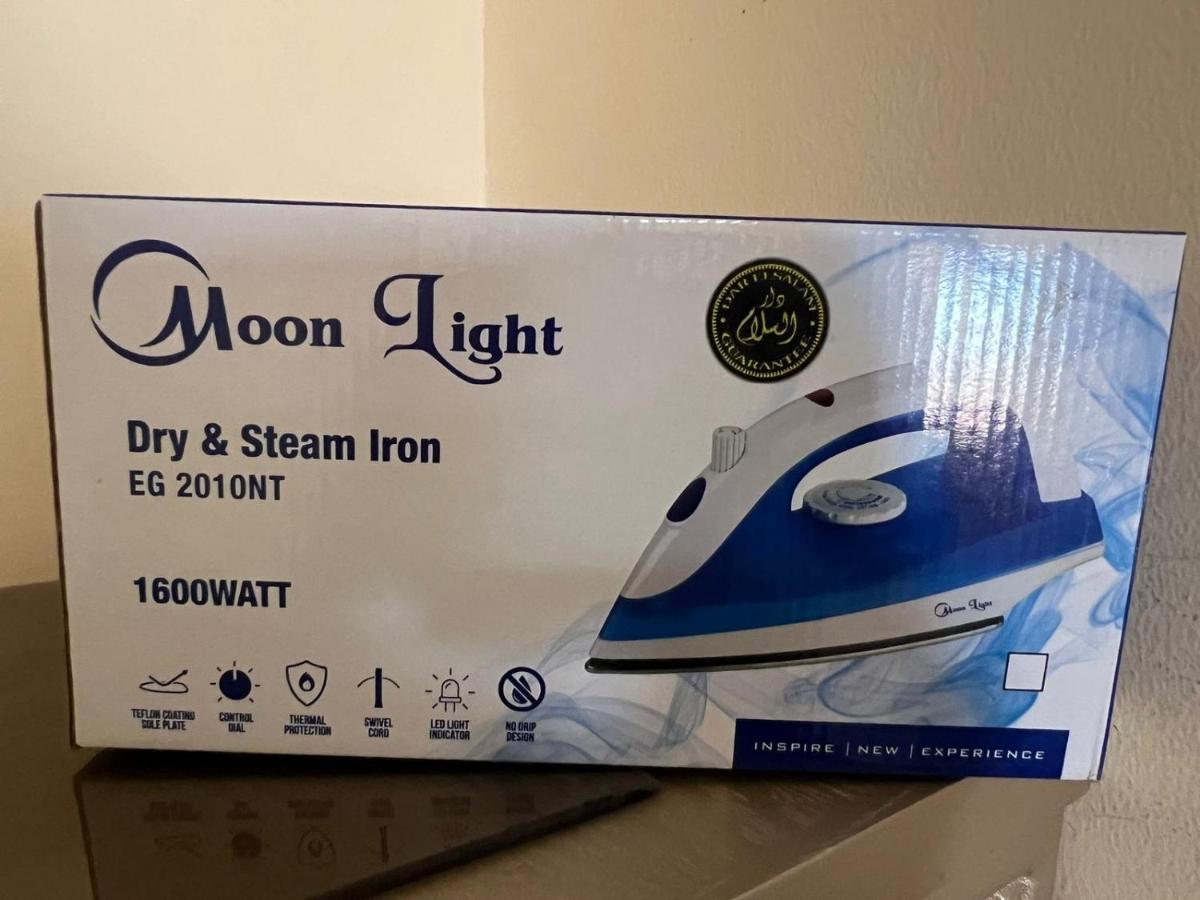 Moon Light
DAR ELSALAM
دار
السلام
GUARANTEE
Dry & Steam Iron
EG 2010NT
1600WATT
Moon Light
TEFLON COATING
SOLE PLATE
CONTROL
DIAL
THERMAL
PROTECTION
SWIVEL
CORD
LED LIGHT
INDICATOR
NO DRIP
DESIGN
INSPIRE | NEW | EXPERIENCE